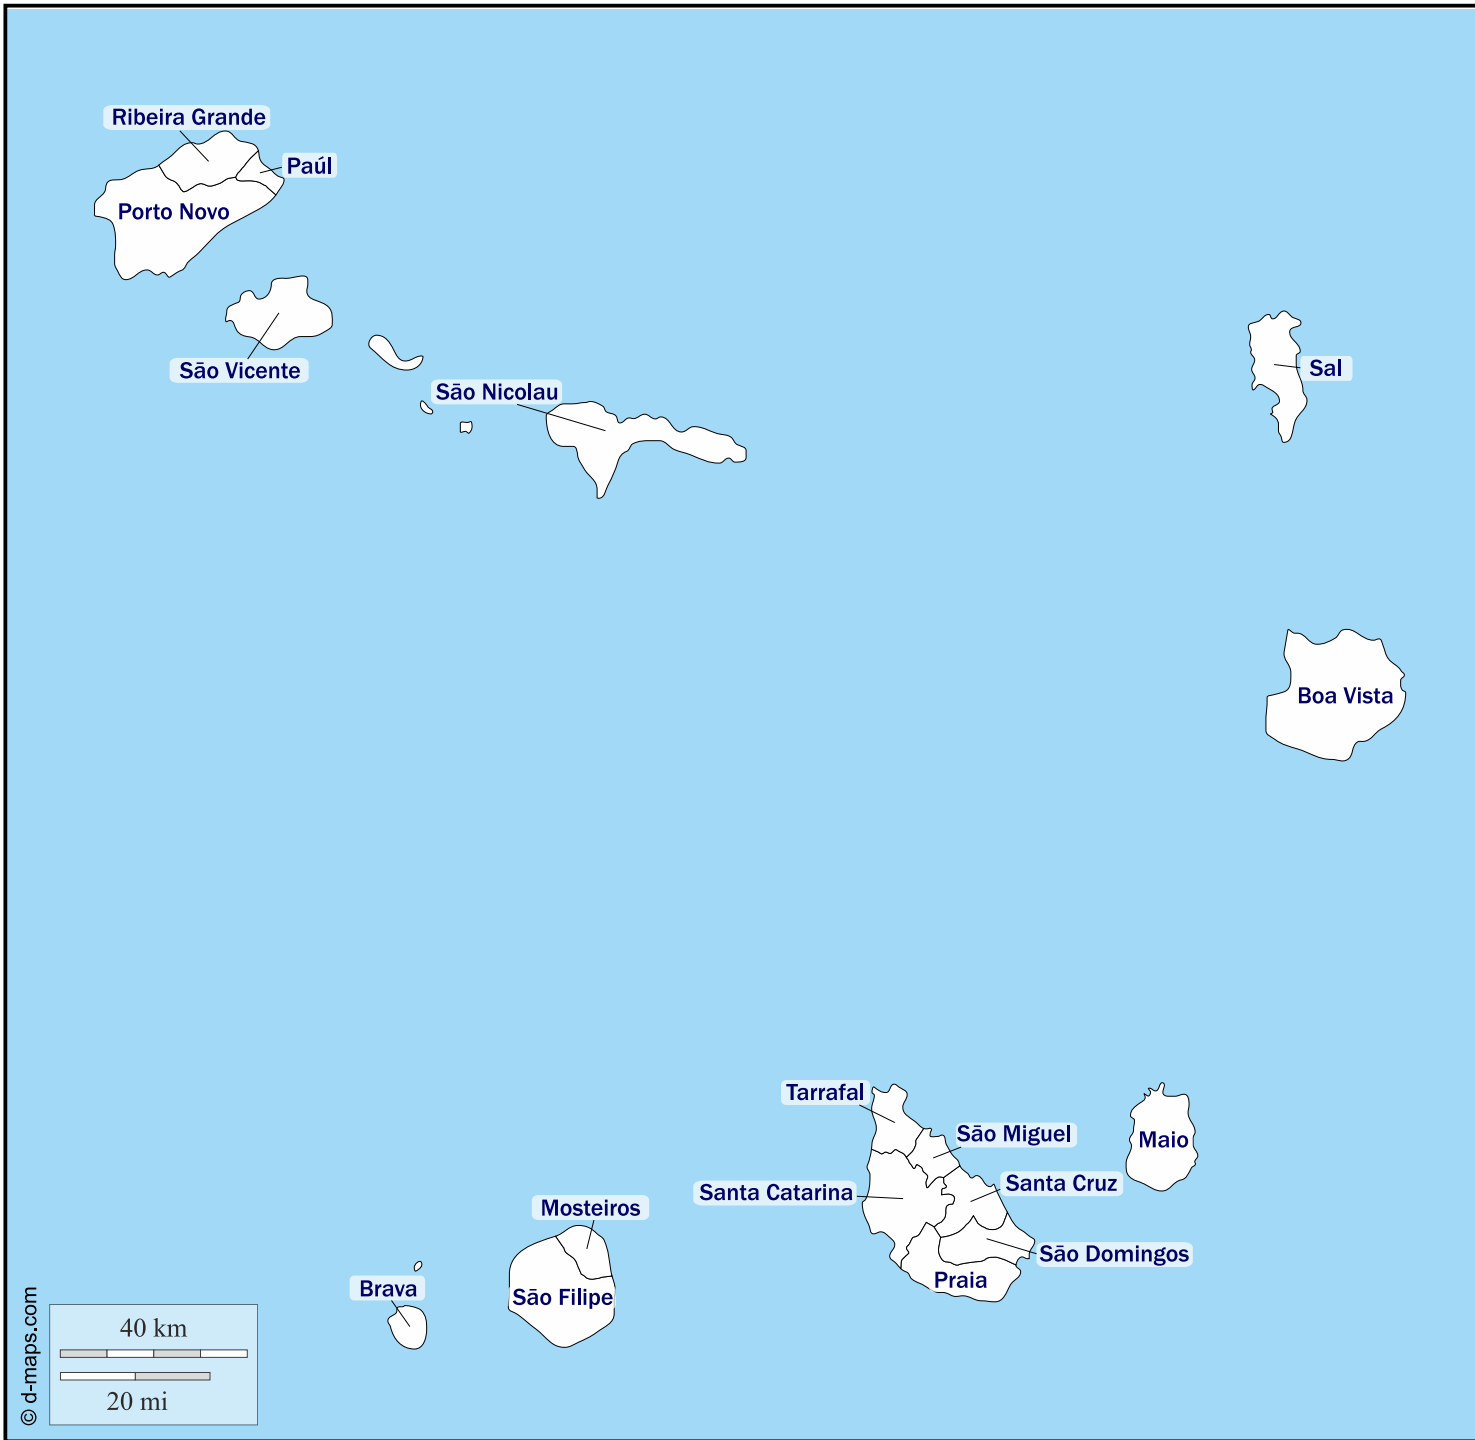 Ribeira Grande
Paúl
Porto Novo
São Vicente
São Nicolau
Sal
Boa Vista
Tarrafal
São Miguel
Maio
Santa Catarina
Santa Cruz
Mosteiros
São Domingos
Praia
Brava
São Filipe
40 km
20 mi
© d-maps.com